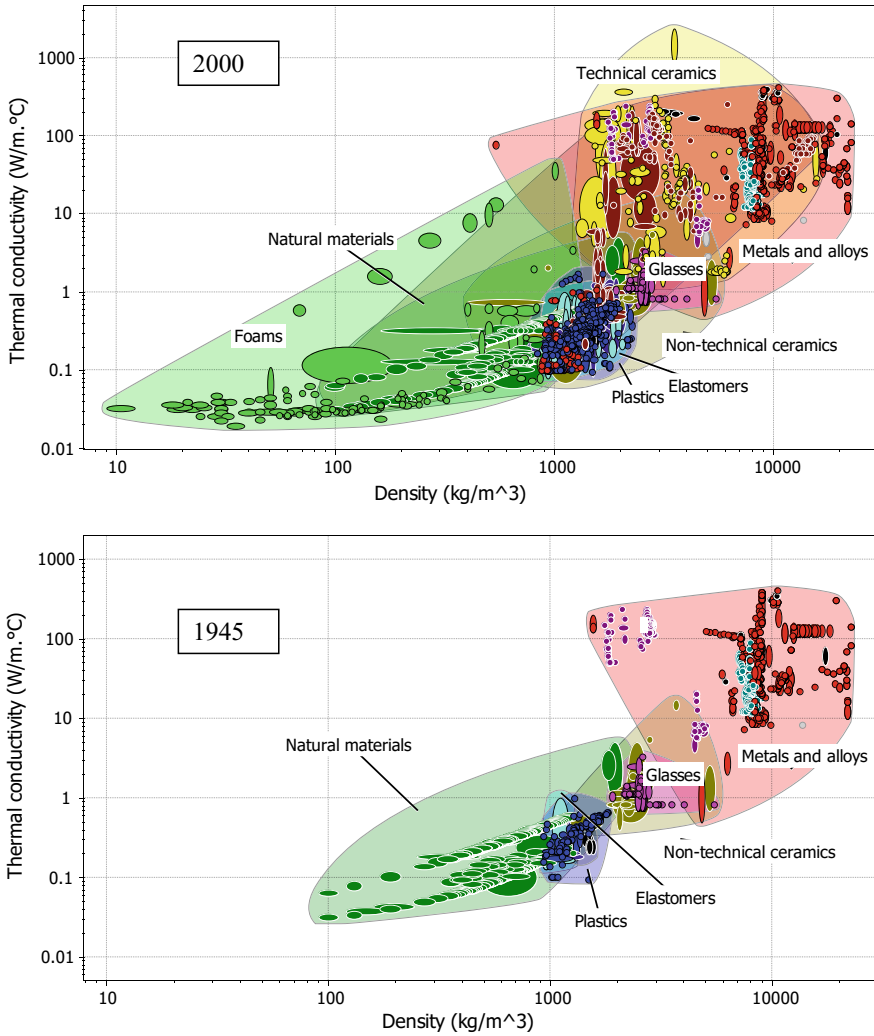 1000
2000
Technical ceramics
100
Thermal conductivity (W/m.°C)
10
Natural materials
Metals and alloys
Glasses
1
Foams
Non-technical ceramics
0.1
Elastomers
Plastics
0.01
10
100
1000
10000
Density (kg/m^3)
1000
1945
100
Thermal conductivity (W/m.°C)
10
Natural materials
Metals and alloys
Glasses
1
Non-technical ceramics
0.1
Elastomers
Plastics
0.01
10
100
1000
10000
Density (kg/m^3)